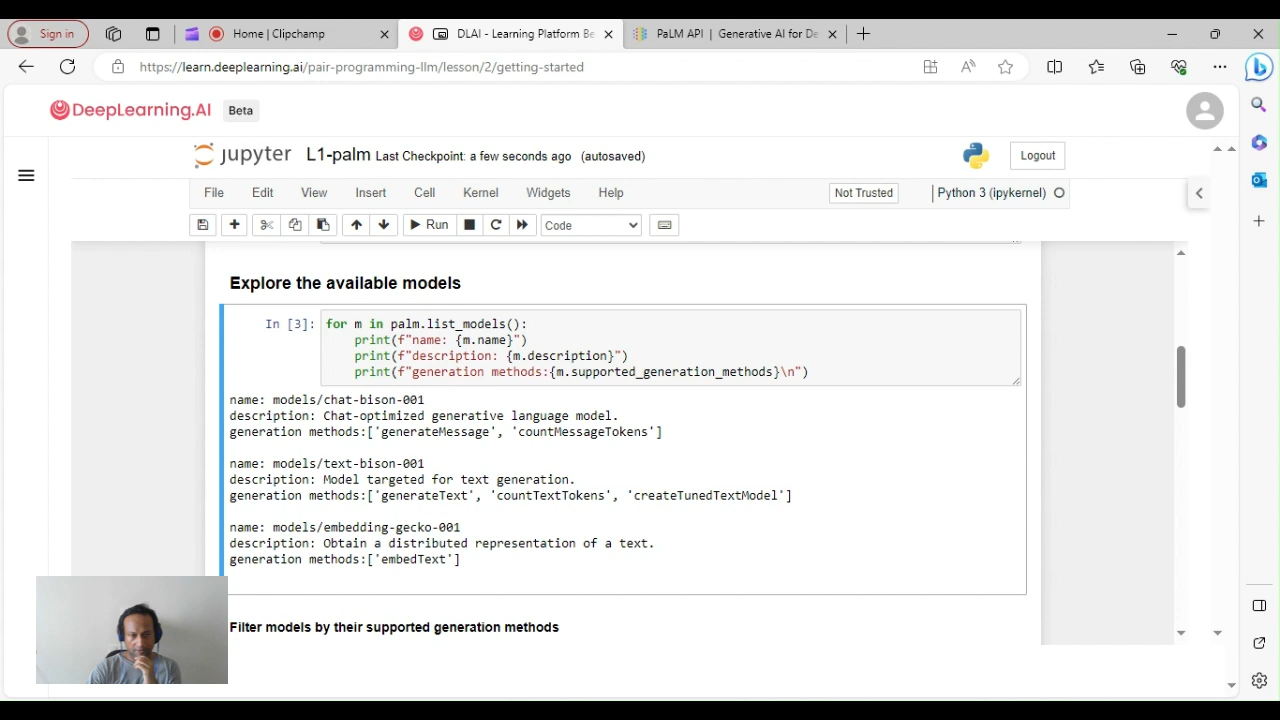 Sign in
Home | Clipchamp
DLAI - Learning Platform Be
PaLM API | Generative AI for De
https://learn.deeplearning.ai/pair-programming-llm/lesson/2/getting-started
DeepLearning.AI Beta
jupyter L1-palm Last Checkpoint: a few seconds ago (autosaved)
Logout
File Edit View Insert Cell Kernel Widgets Help
Not Trusted
Python 3 (ipykernel)
Run
Code
Explore the available models
In [3]: for m in palm.list_models():
print(f"name: {m.name}")
print(f"description: {m.description}")
print(f"generation methods:{m.supported_generation_methods}\n")
name: models/chat-bison-001
description: Chat-optimized generative language model.
generation methods:['generateMessage', 'countMessageTokens']
name: models/text-bison-001
description: Model targeted for text generation.
generation methods:['generateText', 'countTextTokens', 'createTunedTextModel']
name: models/embedding-gecko-001
description: Obtain a distributed representation of a text.
generation methods:['embedText']
Filter models by their supported generation methods